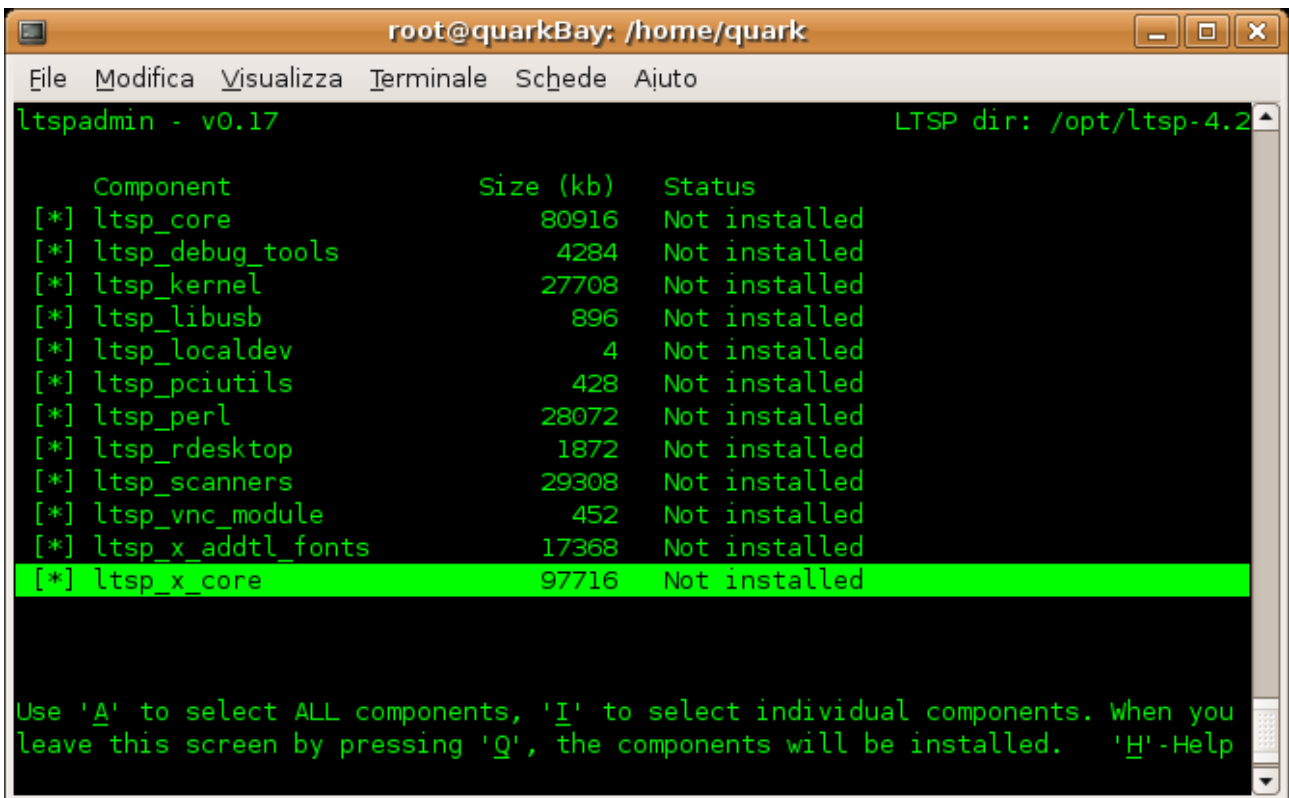 root@quarkBay: /home/quark
File Modifica Visualizza Terminale Schede Aiuto
ltspadmin - v0.17 LTSP dir: /opt/ltsp-4.2
Component Size (kb) Status
[*] ltsp_core 80916 Not installed
[*] ltsp_debug_tools 4284 Not installed
[*] ltsp_kernel 27708 Not installed
[*] ltsp_libusb 896 Not installed
[*] ltsp_localdev 4 Not installed
[*] ltsp_pciutils 428 Not installed
[*] ltsp_perl 28072 Not installed
[*] ltsp_rdesktop 1872 Not installed
[*] ltsp_scanners 29308 Not installed
[*] ltsp_vnc_module 452 Not installed
[*] ltsp_x_addtl_fonts 17368 Not installed
[*] ltsp_x_core 97716 Not installed
Use 'A' to select ALL components, 'I' to select individual components. When you
leave this screen by pressing 'Q', the components will be installed. 'H'-Help